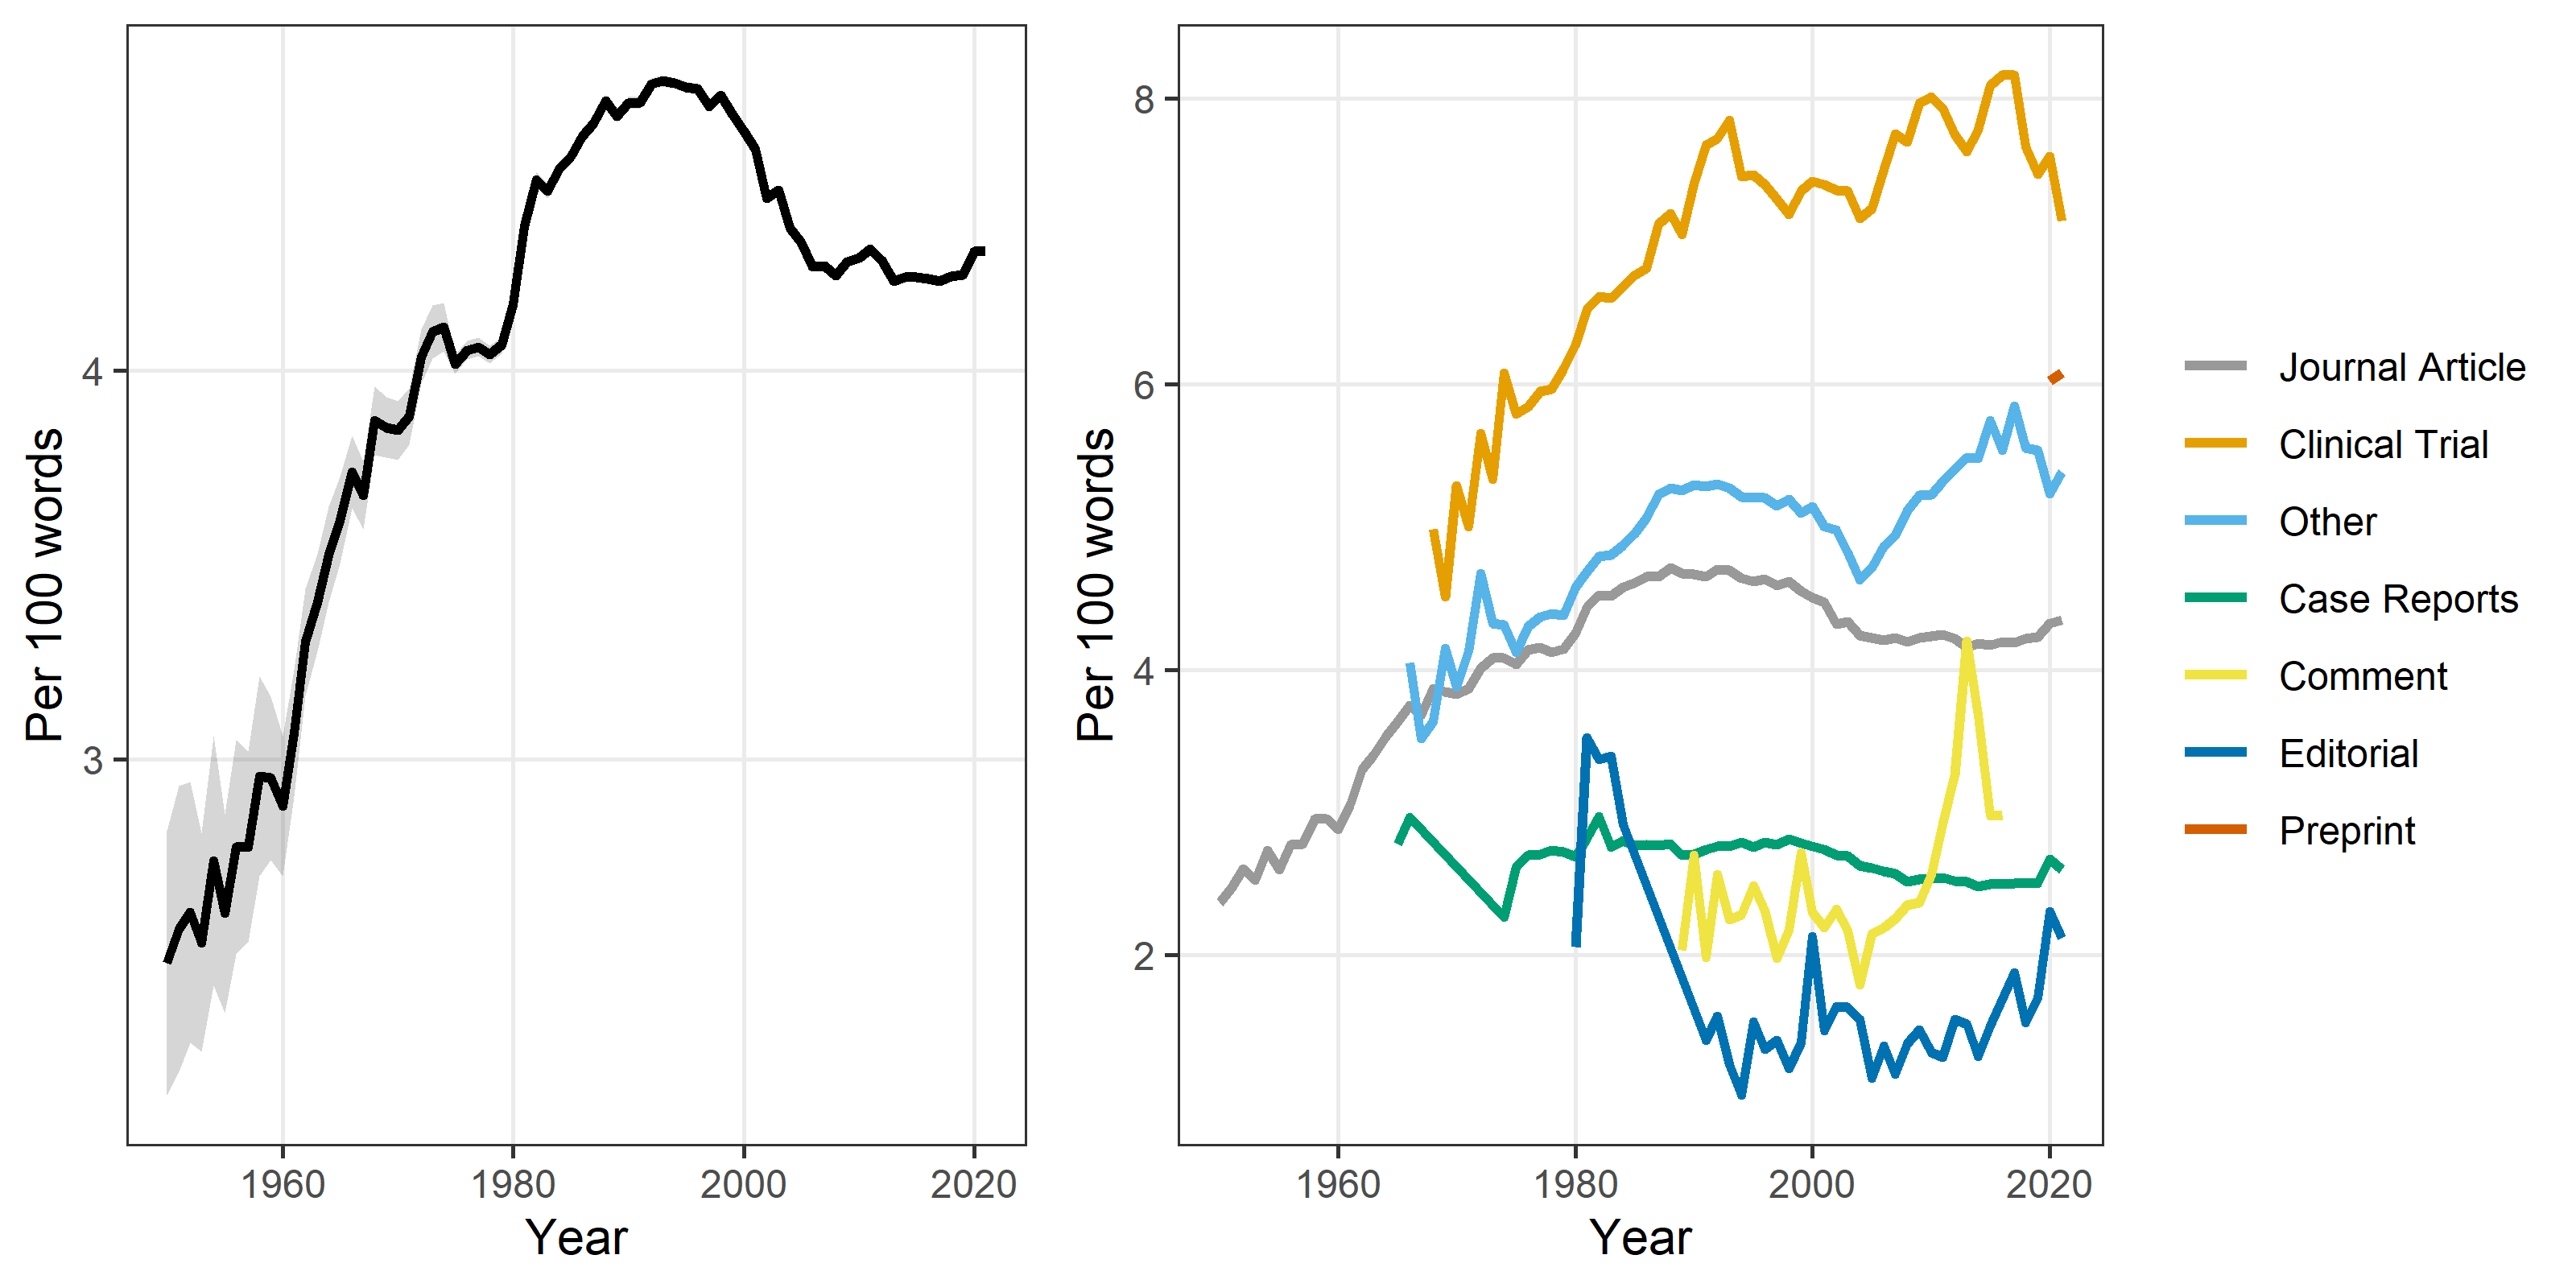 Per 100 words
4
3
1960 1980 2000 2020
Year
Per 100 words
8
6
4
2
1960 1980 2000 2020
Year
Journal Article
Clinical Trial
Other
Case Reports
Comment
Editorial
Preprint